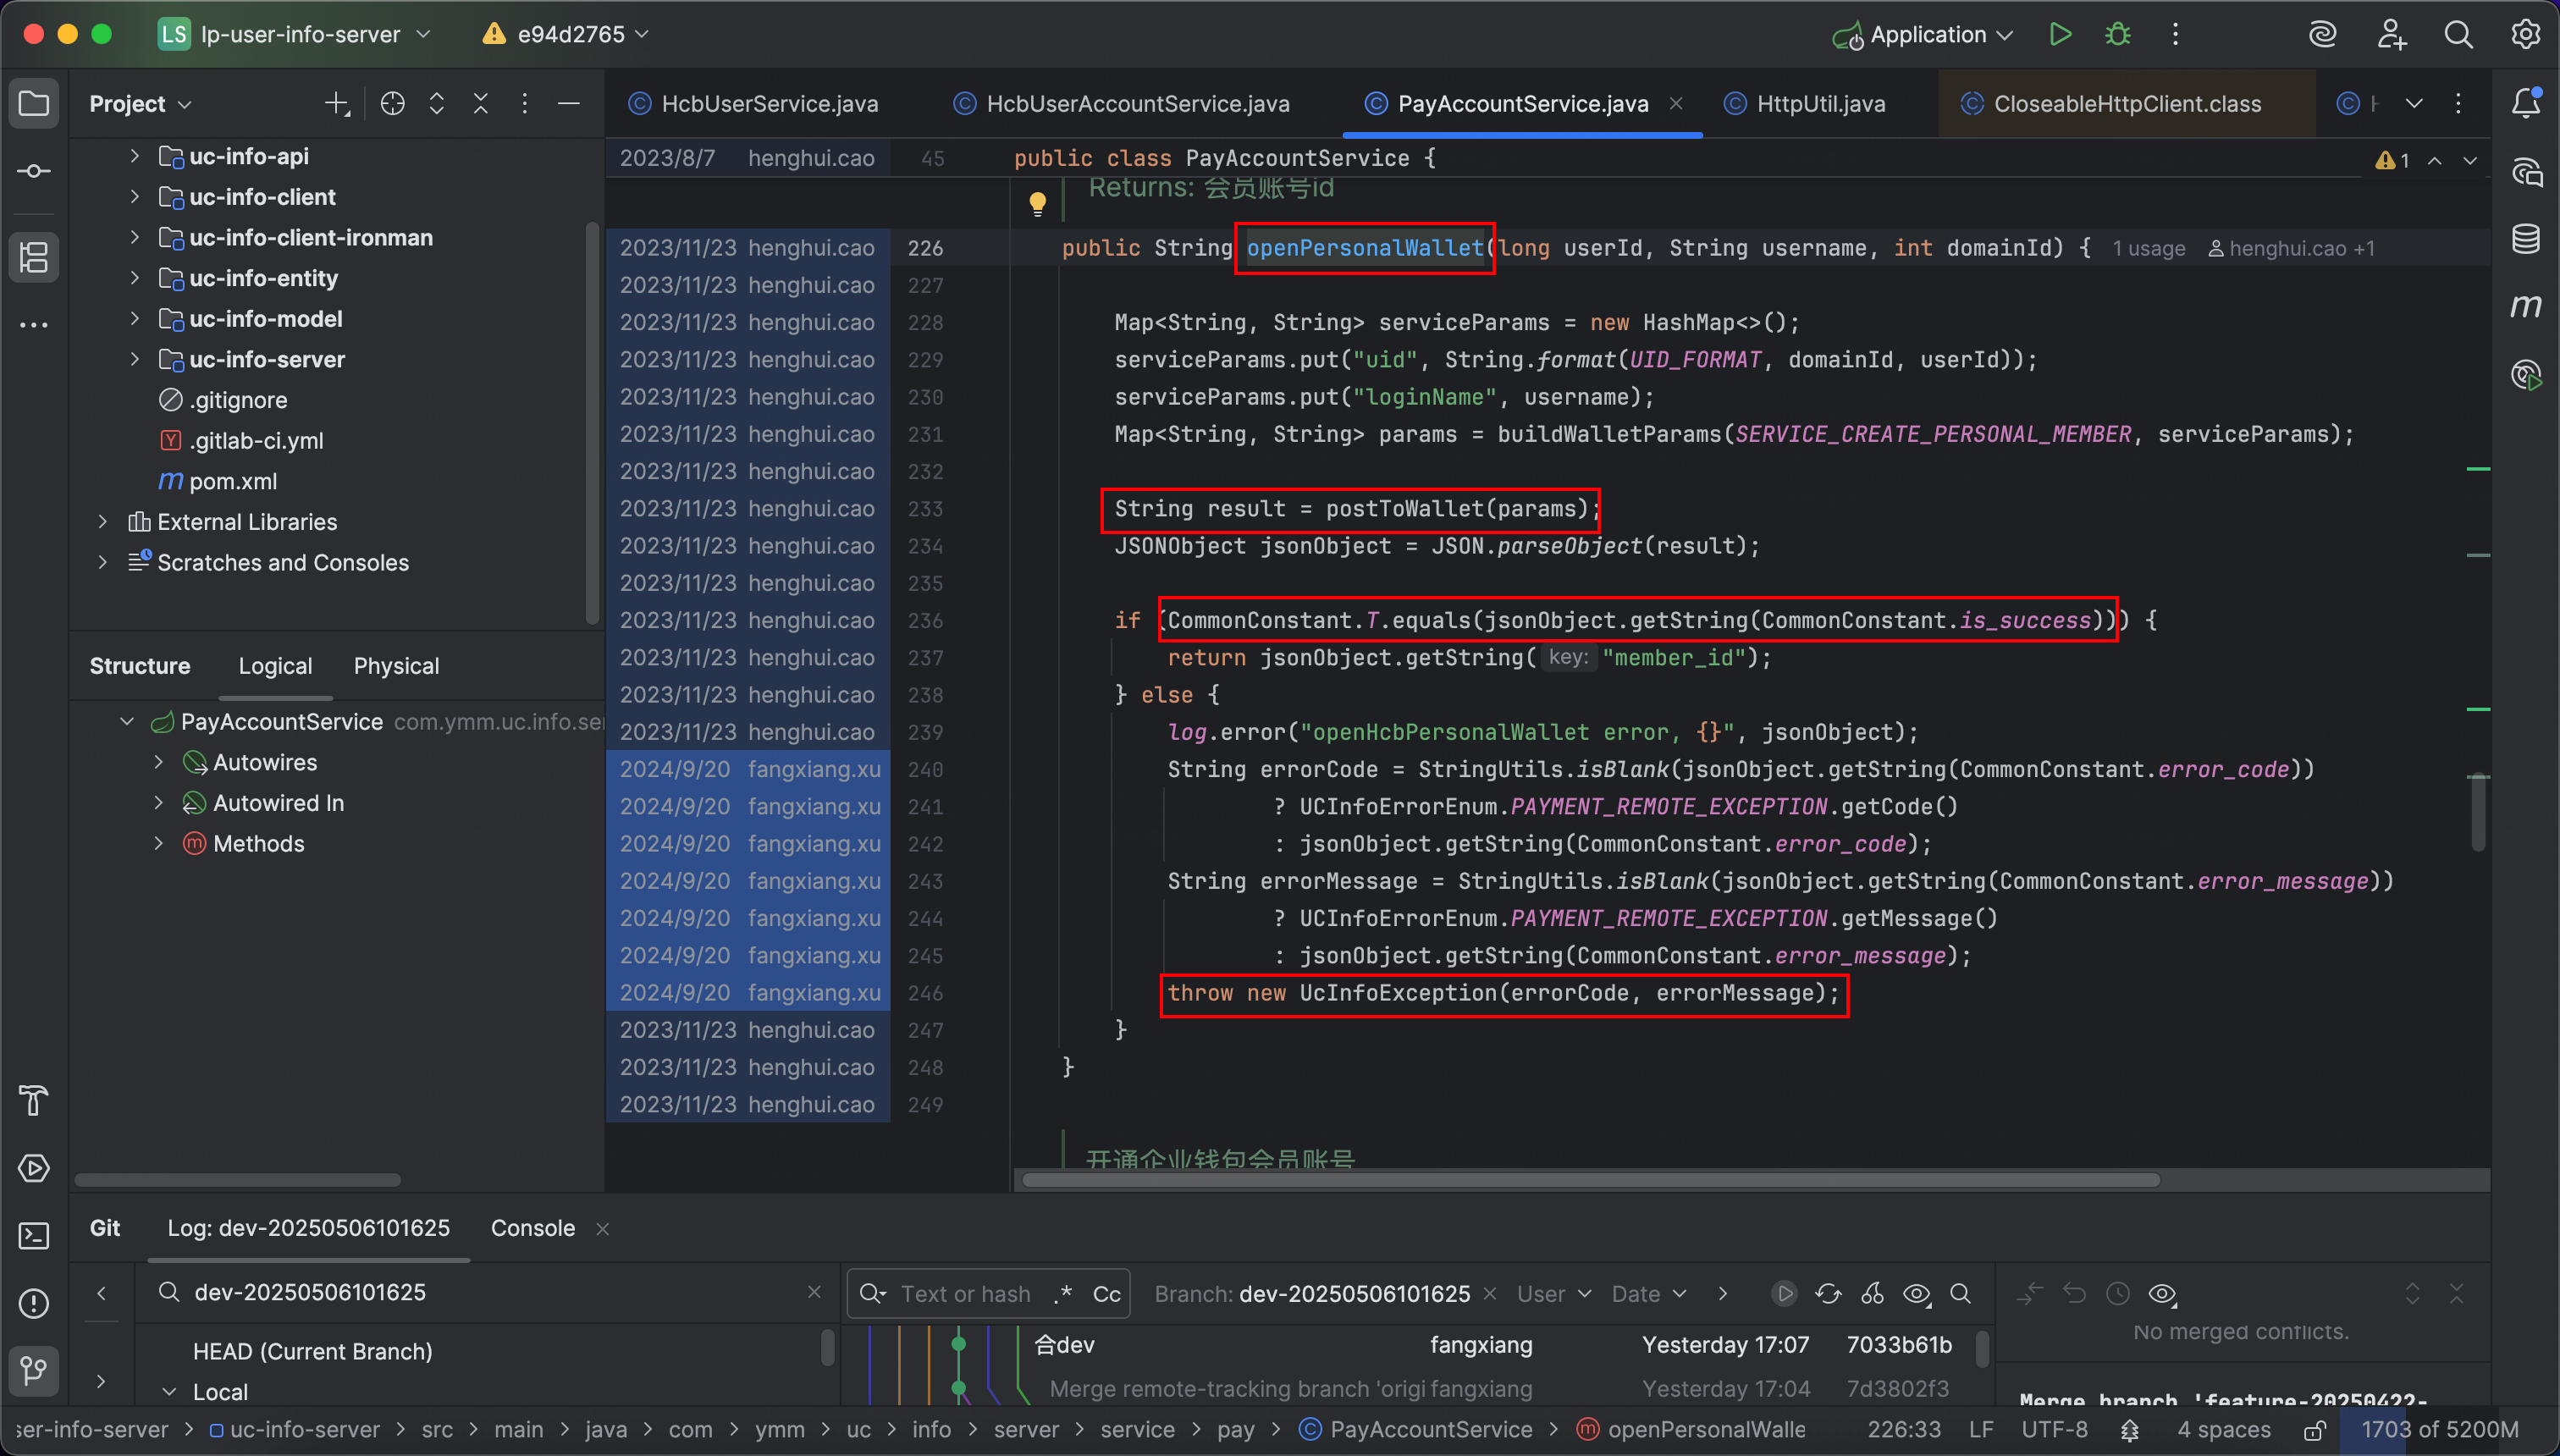 LS lp-user-info-server e94d2765 Application
Project
HcbUserService.java HcbUserAccountService.java PayAccountService.java HttpUtil.java CloseableHttpClient.class
uc-info-api
uc-info-client
uc-info-client-ironman
uc-info-entity
uc-info-model
uc-info-server
.gitignore
.gitlab-ci.yml
pom.xml
External Libraries
Scratches and Consoles
Structure Logical Physical
PayAccountService com.ymm.uc.info.ser
Autowires
Autowired In
Methods
2023/8/7 henghui.cao 45 public class PayAccountService { 1
Returns: 会员账号id
2023/11/23 henghui.cao 226 public String openPersonalWallet(long userId, String username, int domainId) { 1 usage henghui.cao +1
2023/11/23 henghui.cao 227
2023/11/23 henghui.cao 228 Map<String, String> serviceParams = new HashMap<>();
2023/11/23 henghui.cao 229 serviceParams.put("uid", String.format(UID_FORMAT, domainId, userId));
2023/11/23 henghui.cao 230 serviceParams.put("loginName", username);
2023/11/23 henghui.cao 231 Map<String, String> params = buildWalletParams(SERVICE_CREATE_PERSONAL_MEMBER, serviceParams);
2023/11/23 henghui.cao 232
2023/11/23 henghui.cao 233 String result = postToWallet(params);
2023/11/23 henghui.cao 234 JSONObject jsonObject = JSON.parseObject(result);
2023/11/23 henghui.cao 235
2023/11/23 henghui.cao 236 if (CommonConstant.T.equals(jsonObject.getString(CommonConstant.is_success))) {
2023/11/23 henghui.cao 237 return jsonObject.getString( key: "member_id");
2023/11/23 henghui.cao 238 } else {
2023/11/23 henghui.cao 239 log.error("openHcbPersonalWallet error, {}", jsonObject);
2024/9/20 fangxiang.xu 240 String errorCode = StringUtils.isBlank(jsonObject.getString(CommonConstant.error_code))
2024/9/20 fangxiang.xu 241 ? UCInfoErrorEnum.PAYMENT_REMOTE_EXCEPTION.getCode()
2024/9/20 fangxiang.xu 242 : jsonObject.getString(CommonConstant.error_code);
2024/9/20 fangxiang.xu 243 String errorMessage = StringUtils.isBlank(jsonObject.getString(CommonConstant.error_message))
2024/9/20 fangxiang.xu 244 ? UCInfoErrorEnum.PAYMENT_REMOTE_EXCEPTION.getMessage()
2024/9/20 fangxiang.xu 245 : jsonObject.getString(CommonConstant.error_message);
2024/9/20 fangxiang.xu 246 throw new UcInfoException(errorCode, errorMessage);
2023/11/23 henghui.cao 247 }
2023/11/23 henghui.cao 248 }
2023/11/23 henghui.cao 249
开通企业钱包会员账号
Git Log: dev-20250506101625 Console
dev-20250506101625 Text or hash .* Cc Branch: dev-20250506101625 User Date
HEAD (Current Branch)
Local
合dev fangxiang Yesterday 17:07 7033b61b
Merge remote-tracking branch 'origi fangxiang Yesterday 17:04 7d3802f3
No merged conflicts.
Merge branch 'feature-20250422-
ser-info-server uc-info-server src main java com ymm uc info server service pay PayAccountService openPersonalWalle 226:33 LF UTF-8 4 spaces 1703 of 5200M